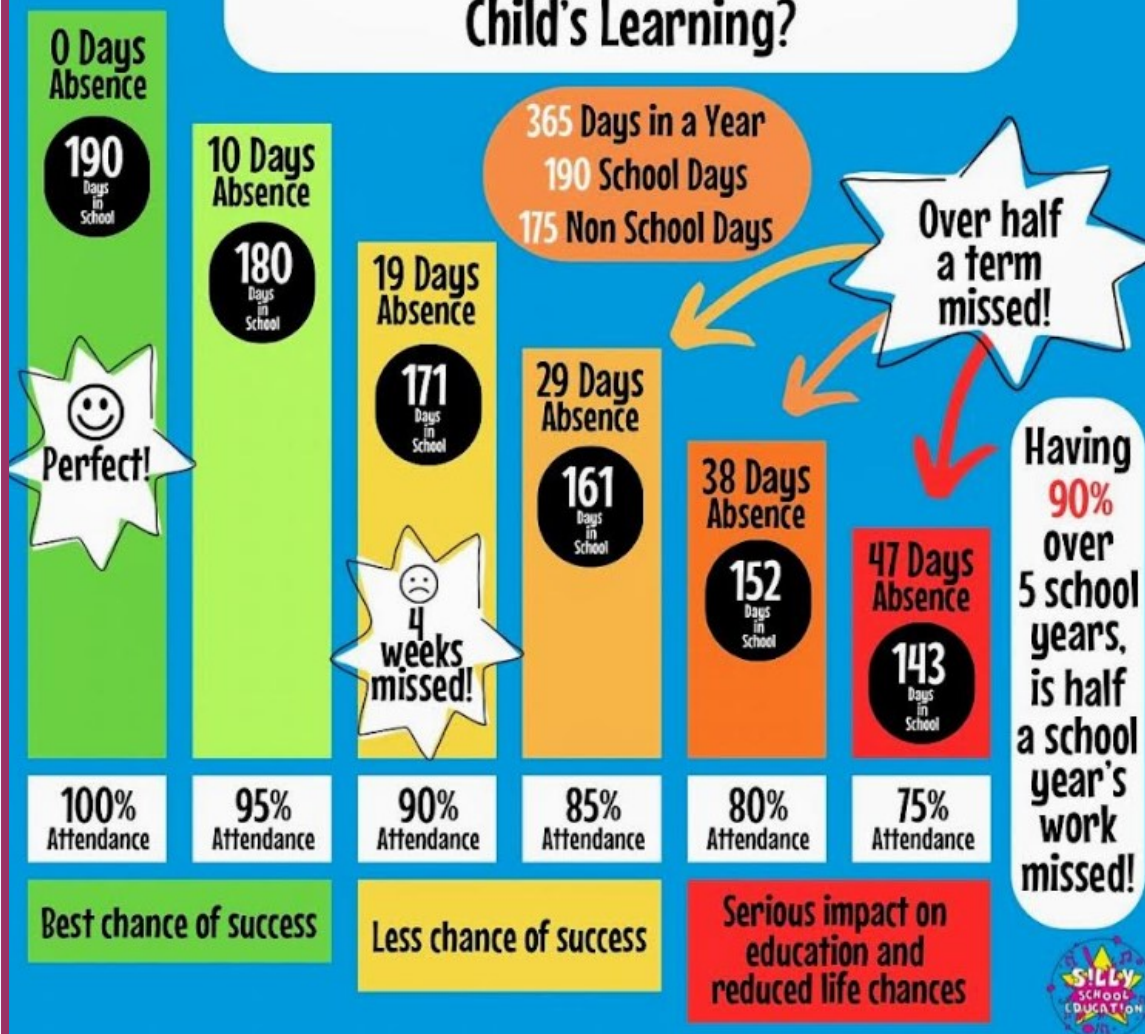 Child's Learning?
0 Days
Absence
190
Days
in
School
Perfect!
10 Days
Absence
180
Days
in
School
365 Days in a Year
190 School Days
175 Non School Days
Over half
a term
missed!
19 Days
Absence
171
Days
in
School
4
weeks
missed!
29 Days
Absence
161
Days
in
School
38 Days
Absence
152
Days
in
School
47 Days
Absence
143
Days
in
School
Having
90%
over
5 school
years,
is half
a school
year's
work
missed!
100%
Attendance
95%
Attendance
90%
Attendance
85%
Attendance
80%
Attendance
75%
Attendance
Best chance of success
Less chance of success
Serious impact on
education and
reduced life chances
S!LLY
SCHOOL
EDUCATION